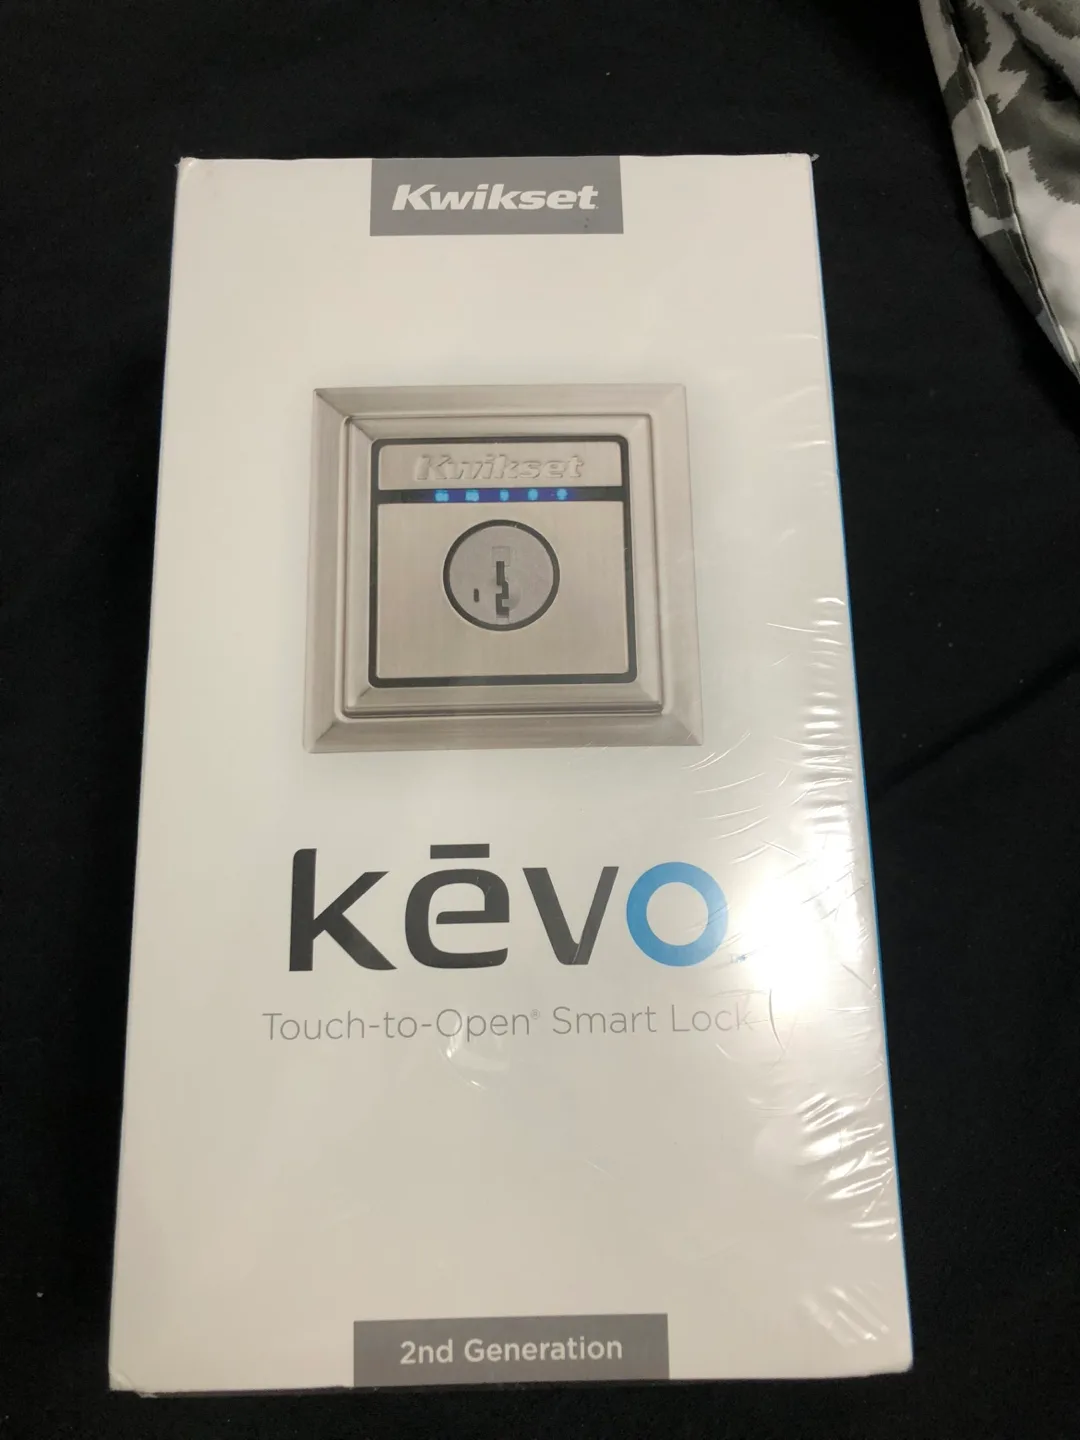 Kwikset
Kwikset
kēvo
Touch-to-Open® Smart Lock
2nd Generation